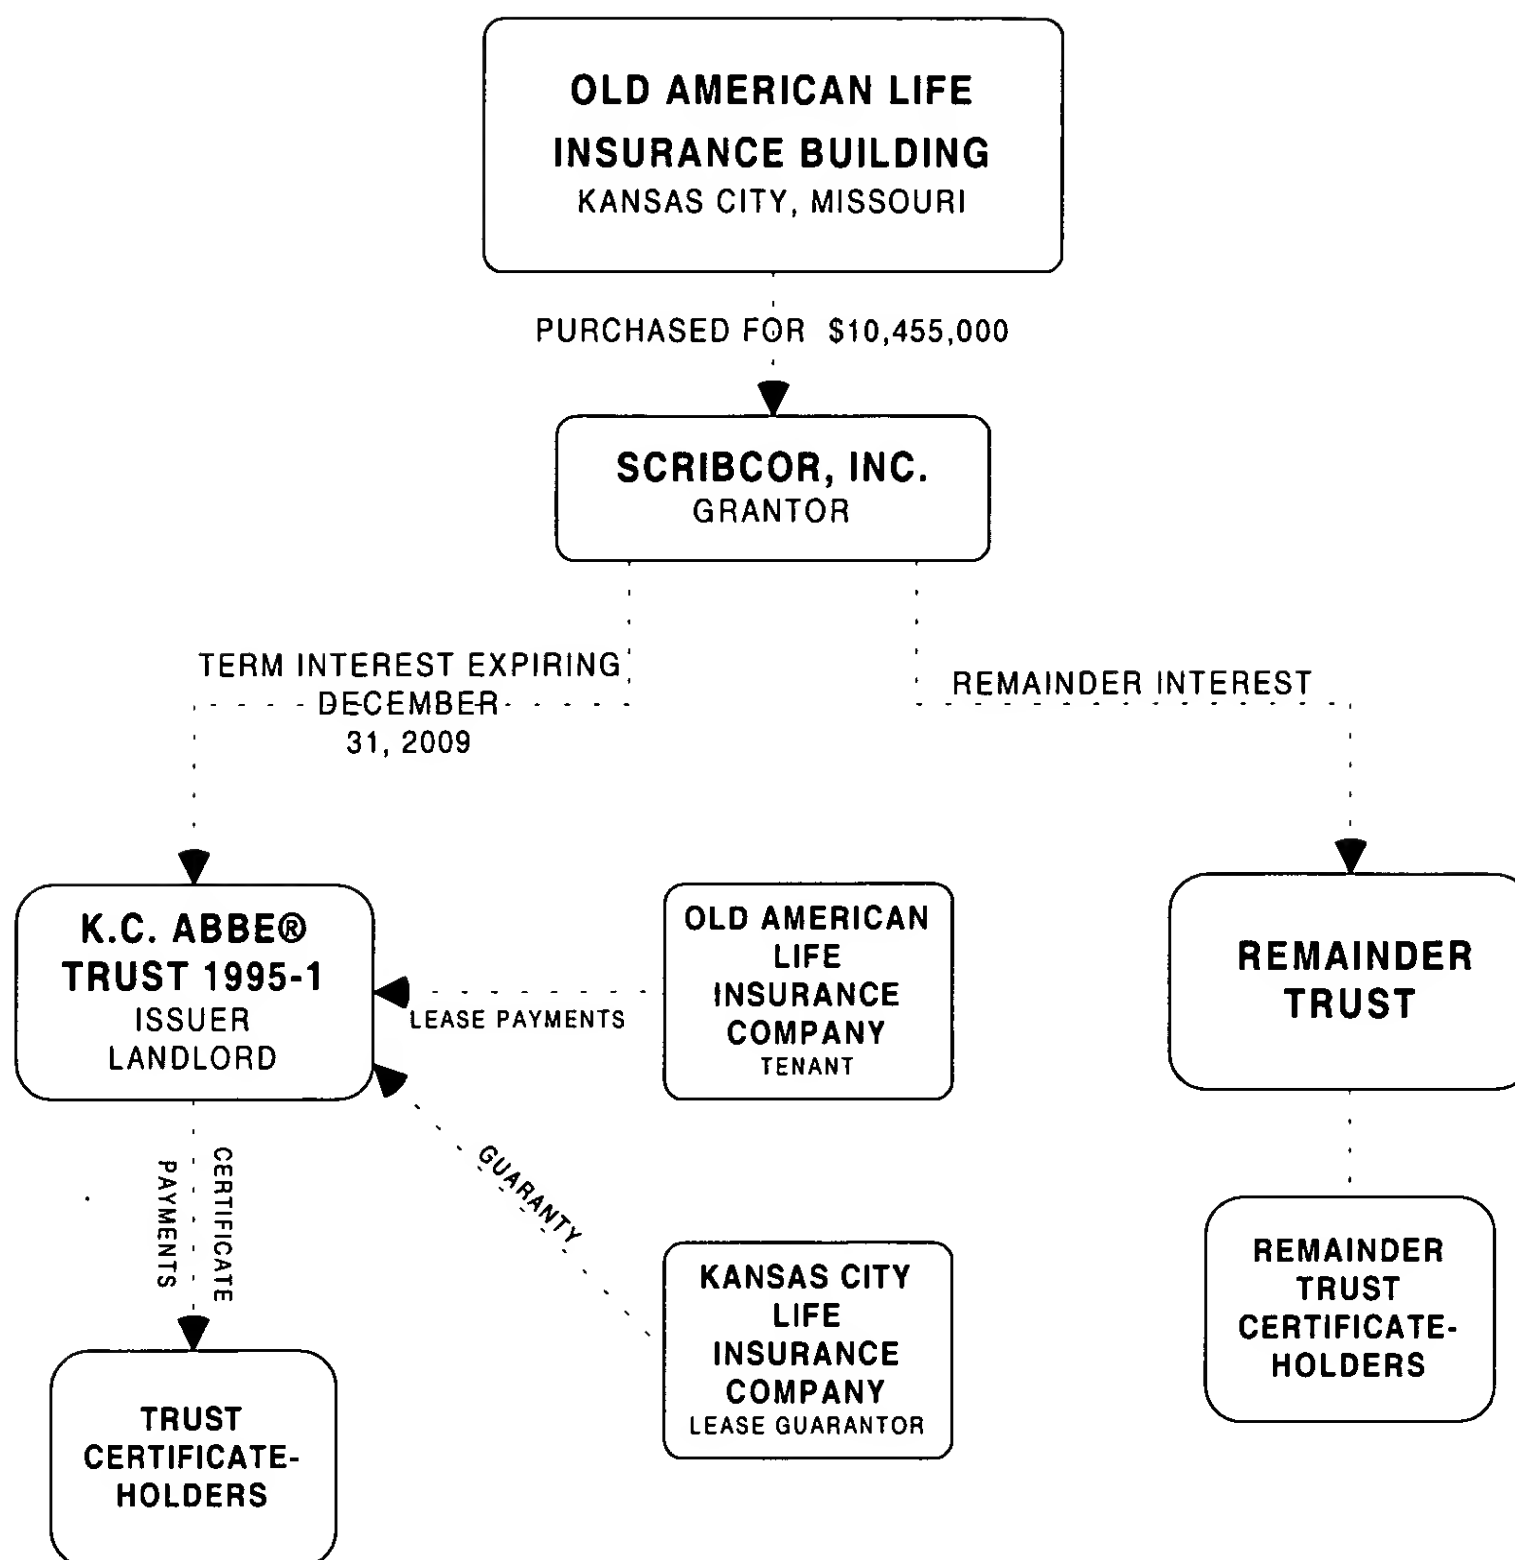 OLD AMERICAN LIFE
INSURANCE BUILDING
KANSAS CITY, MISSOURI
PURCHASED FOR $10,455,000
SCRIBCOR, INC.
GRANTOR
TERM INTEREST EXPIRING
DECEMBER
31, 2009
REMAINDER INTEREST
K.C. ABBE®
TRUST 1995-1
ISSUER
LANDLORD
LEASE PAYMENTS
OLD AMERICAN
LIFE
INSURANCE
COMPANY
TENANT
REMAINDER
TRUST
CERTIFICATE
PAYMENTS
GUARANTY
KANSAS CITY
LIFE
INSURANCE
COMPANY
LEASE GUARANTOR
REMAINDER
TRUST
CERTIFICATE-
HOLDERS
TRUST
CERTIFICATE-
HOLDERS